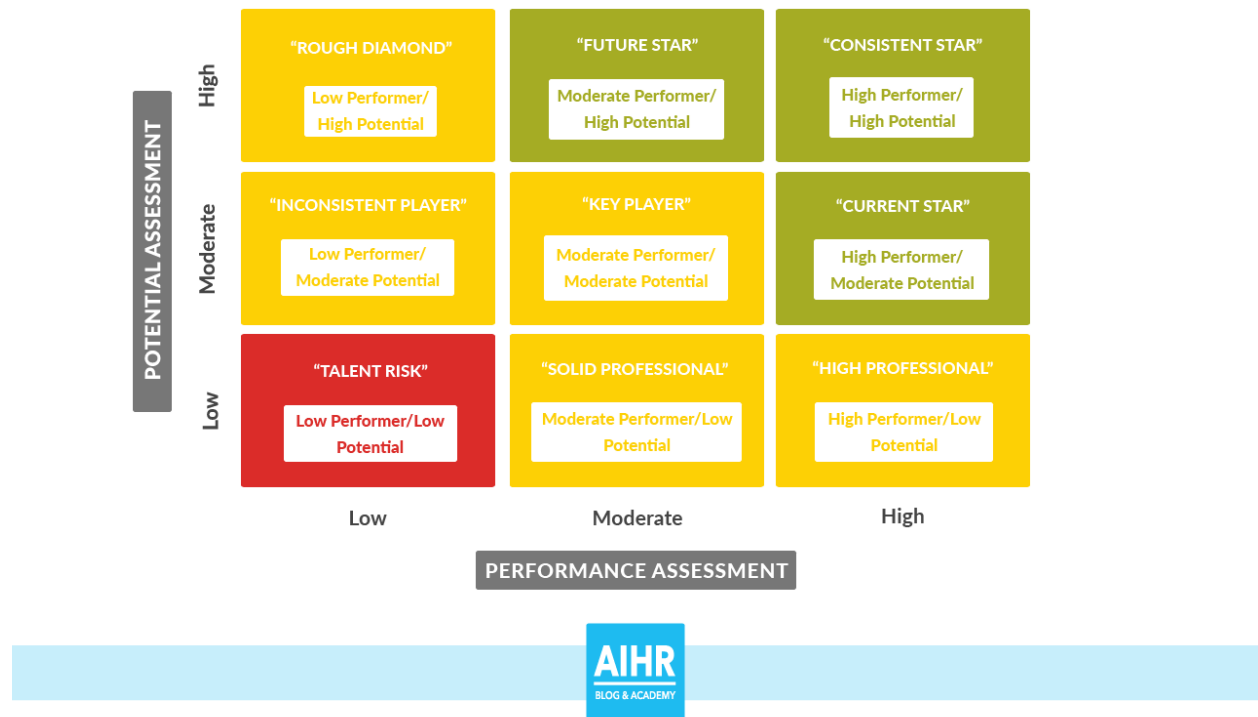 “ROUGH DIAMOND”
Low Performer/
High Potential
“FUTURE STAR”
Moderate Performer/
High Potential
“CONSISTENT STAR”
High Performer/
High Potential
High
POTENTIAL ASSESSMENT
“INCONSISTENT PLAYER”
Low Performer/
Moderate Potential
“KEY PLAYER”
Moderate Performer/
Moderate Potential
“CURRENT STAR”
High Performer/
Moderate Potential
Moderate
“TALENT RISK”
Low Performer/Low
Potential
“SOLID PROFESSIONAL”
Moderate Performer/Low
Potential
“HIGH PROFESSIONAL”
High Performer/Low
Potential
Low
Low
Moderate
High
PERFORMANCE ASSESSMENT
AIHR
BLOG & ACADEMY